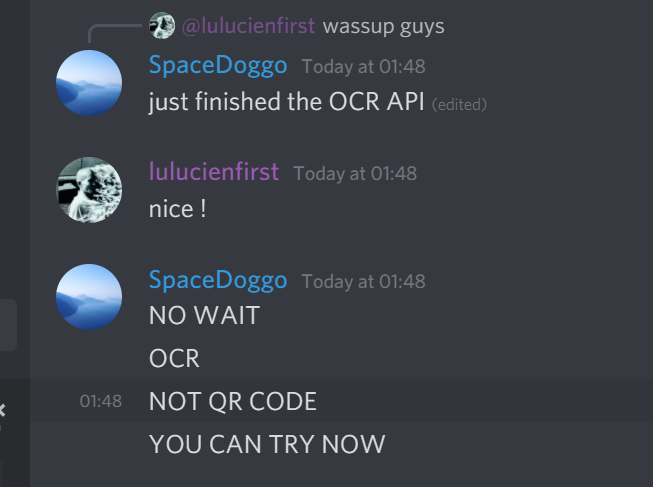 @lulucienfirst wassup guys
SpaceDoggo Today at 01:48
just finished the OCR API (edited)
lulucienfirst Today at 01:48
nice !
SpaceDoggo Today at 01:48
NO WAIT
OCR
01:48 NOT QR CODE
YOU CAN TRY NOW